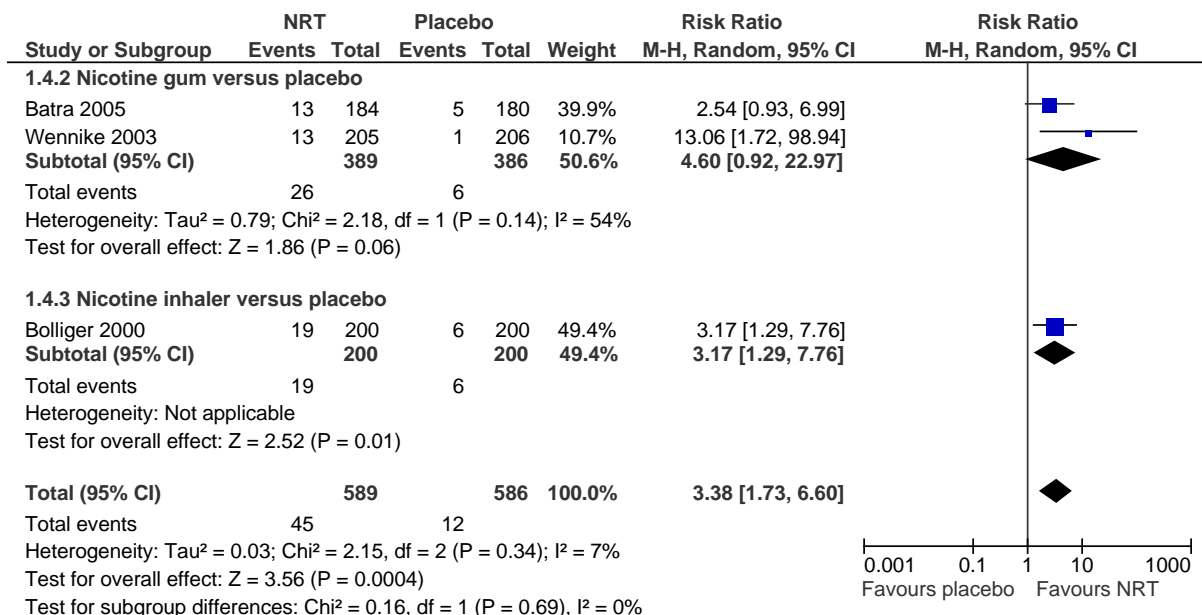 NRT Placebo Risk Ratio Risk Ratio
Study or Subgroup Events Total Events Total Weight M-H, Random, 95% CI M-H, Random, 95% CI
1.4.2 Nicotine gum versus placebo
Batra 2005 13 184 5 180 39.9% 2.54 [0.93, 6.99]
Wennike 2003 13 205 1 206 10.7% 13.06 [1.72, 98.94]
Subtotal (95% CI) 389 386 50.6% 4.60 [0.92, 22.97]
Total events 26 6
Heterogeneity: Tau² = 0.79; Chi² = 2.18, df = 1 (P = 0.14); I² = 54%
Test for overall effect: Z = 1.86 (P = 0.06)
1.4.3 Nicotine inhaler versus placebo
Bolliger 2000 19 200 6 200 49.4% 3.17 [1.29, 7.76]
Subtotal (95% CI) 200 200 49.4% 3.17 [1.29, 7.76]
Total events 19 6
Heterogeneity: Not applicable
Test for overall effect: Z = 2.52 (P = 0.01)
Total (95% CI) 589 586 100.0% 3.38 [1.73, 6.60]
Total events 45 12
Heterogeneity: Tau² = 0.03; Chi² = 2.15, df = 2 (P = 0.34); I² = 7%
Test for overall effect: Z = 3.56 (P = 0.0004)
Test for subgroup differences: Chi² = 0.16, df = 1 (P = 0.69), I² = 0%
0.001 0.1 1 10 1000
Favours placebo Favours NRT